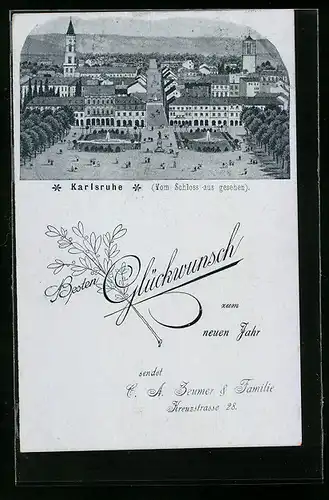 * Karlsruhe * (Vom Schloss aus gesehen).
Besten Glückwunsch
zum
neuen Jahr
sendet
C. A. Zeumer & Familie
Kreuzstrasse 28.